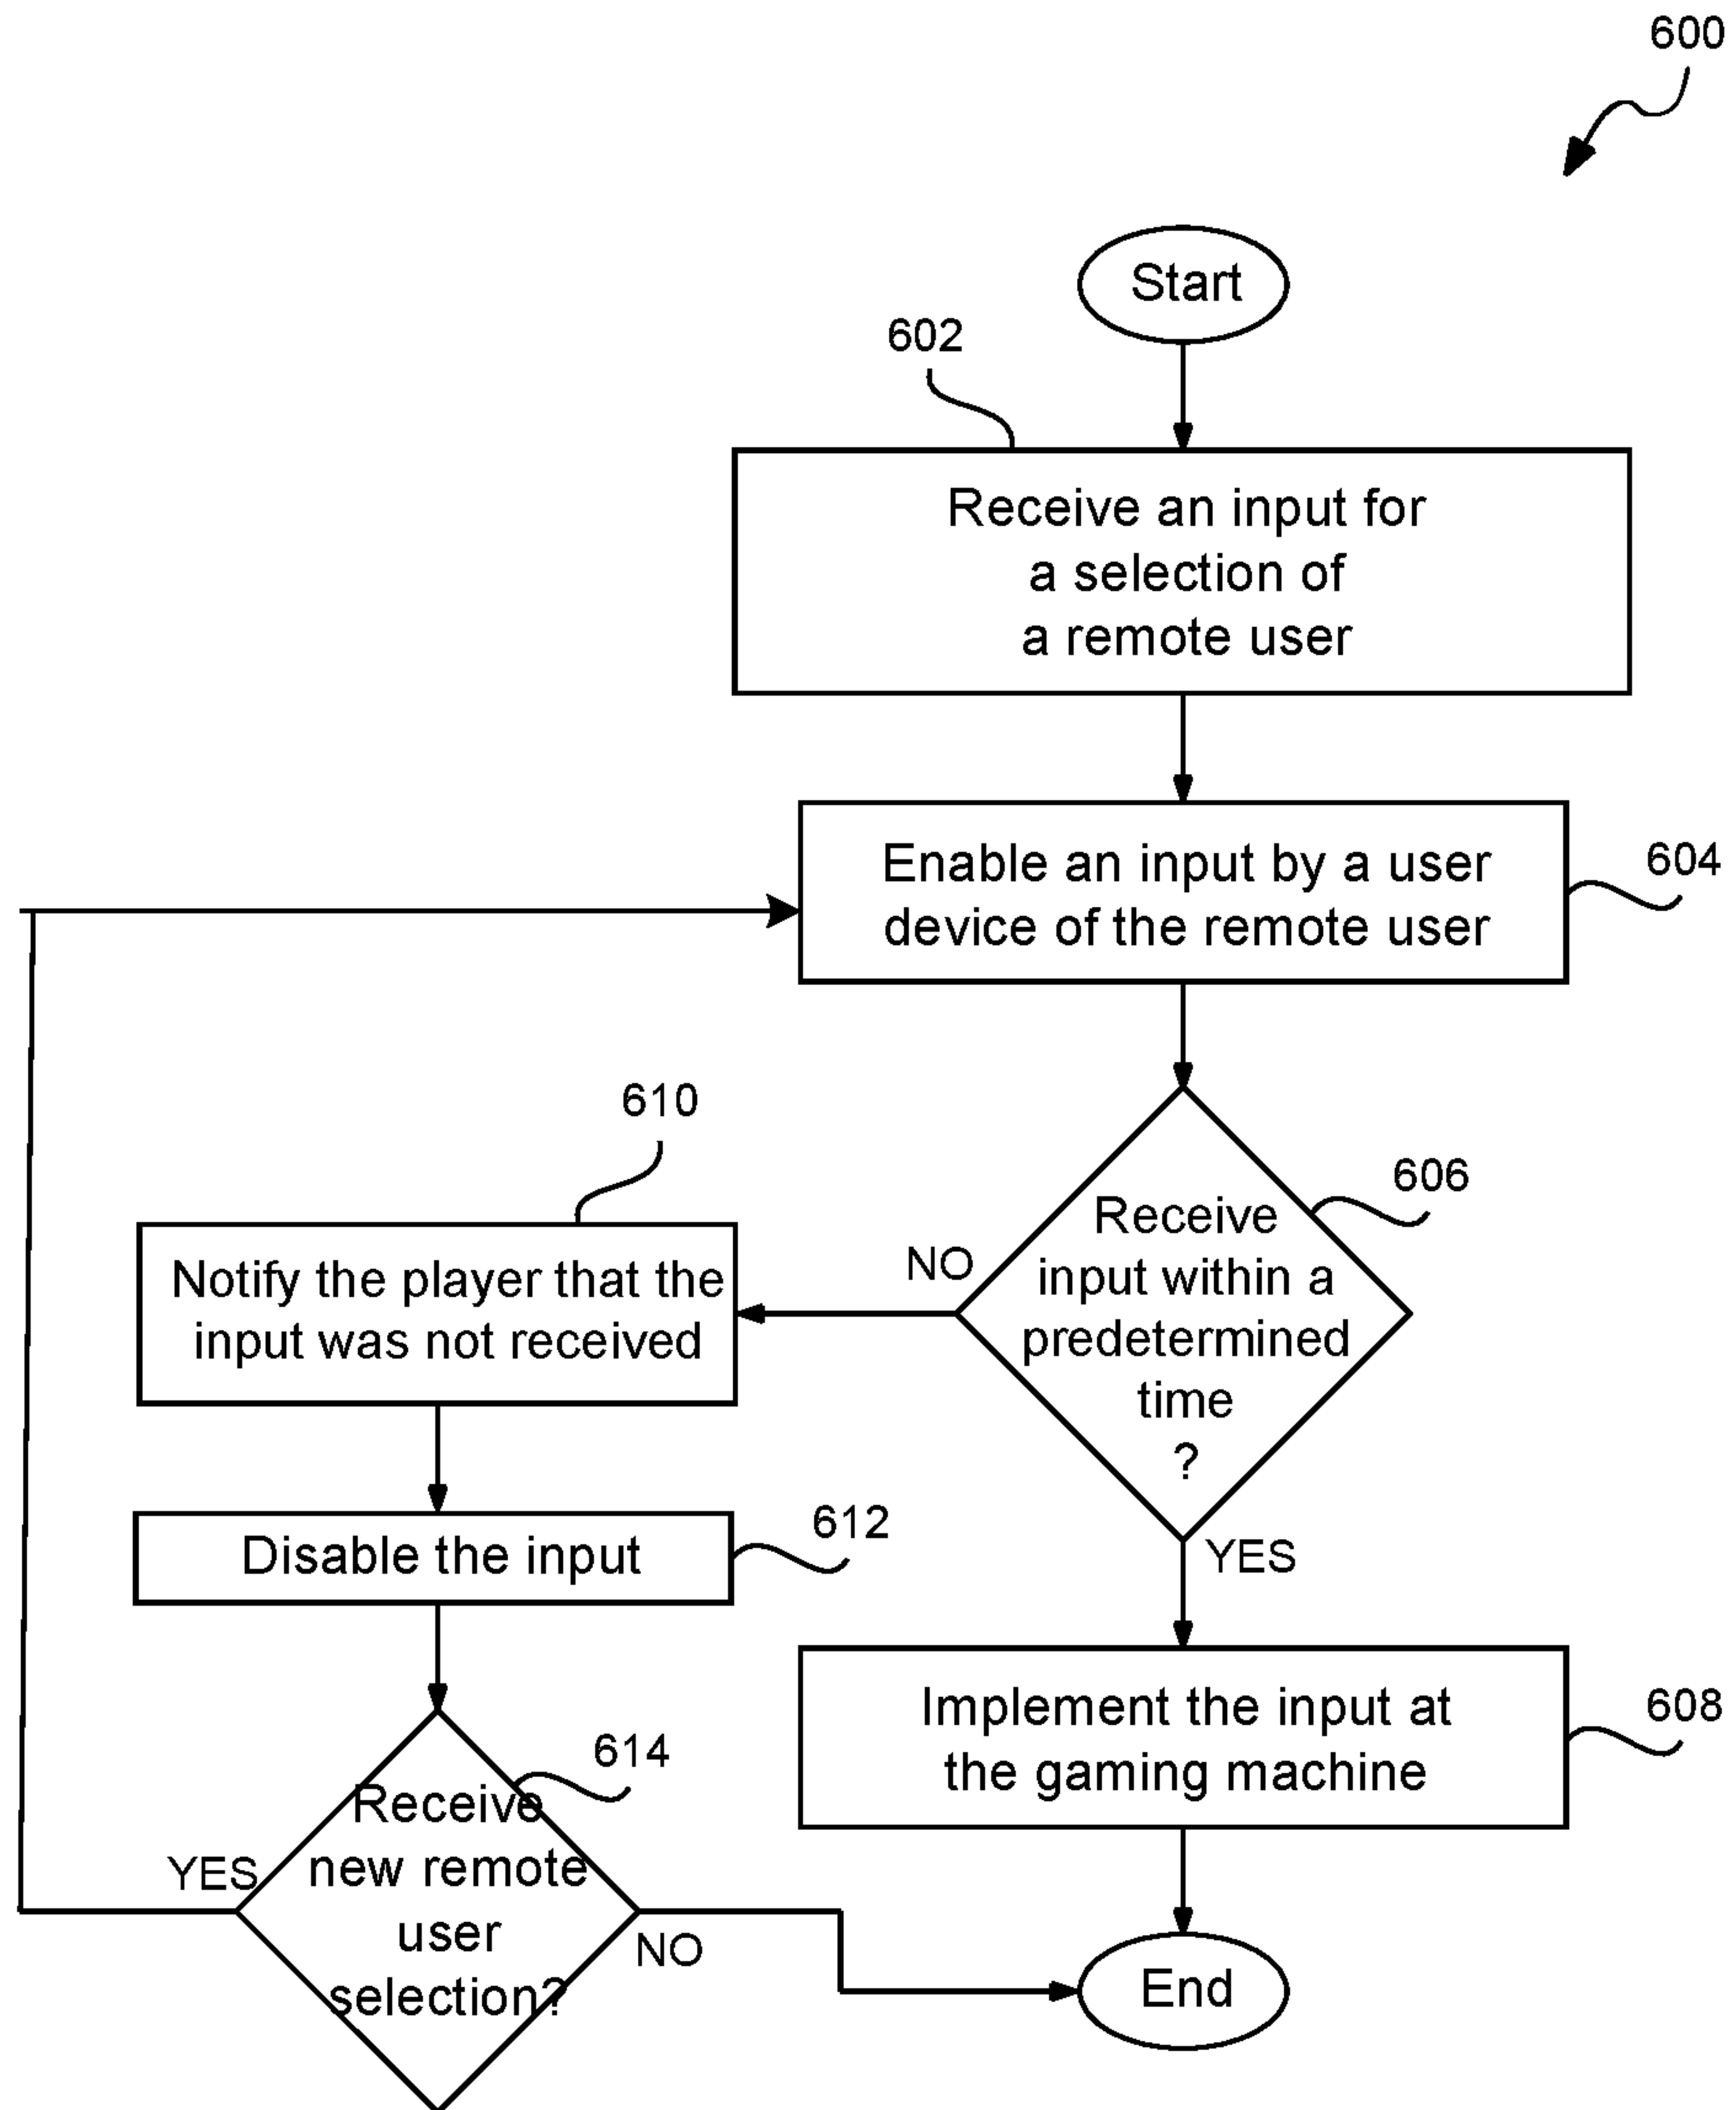 600
Start
602
Receive an input for
a selection of
a remote user
Enable an input by a user
device of the remote user
604
610
606
Receive
input within a
predetermined
time
?
NO
Notify the player that the
input was not received
YES
612
Disable the input
Implement the input at
the gaming machine
608
614
Receive
new remote
user
selection?
YES
NO
End